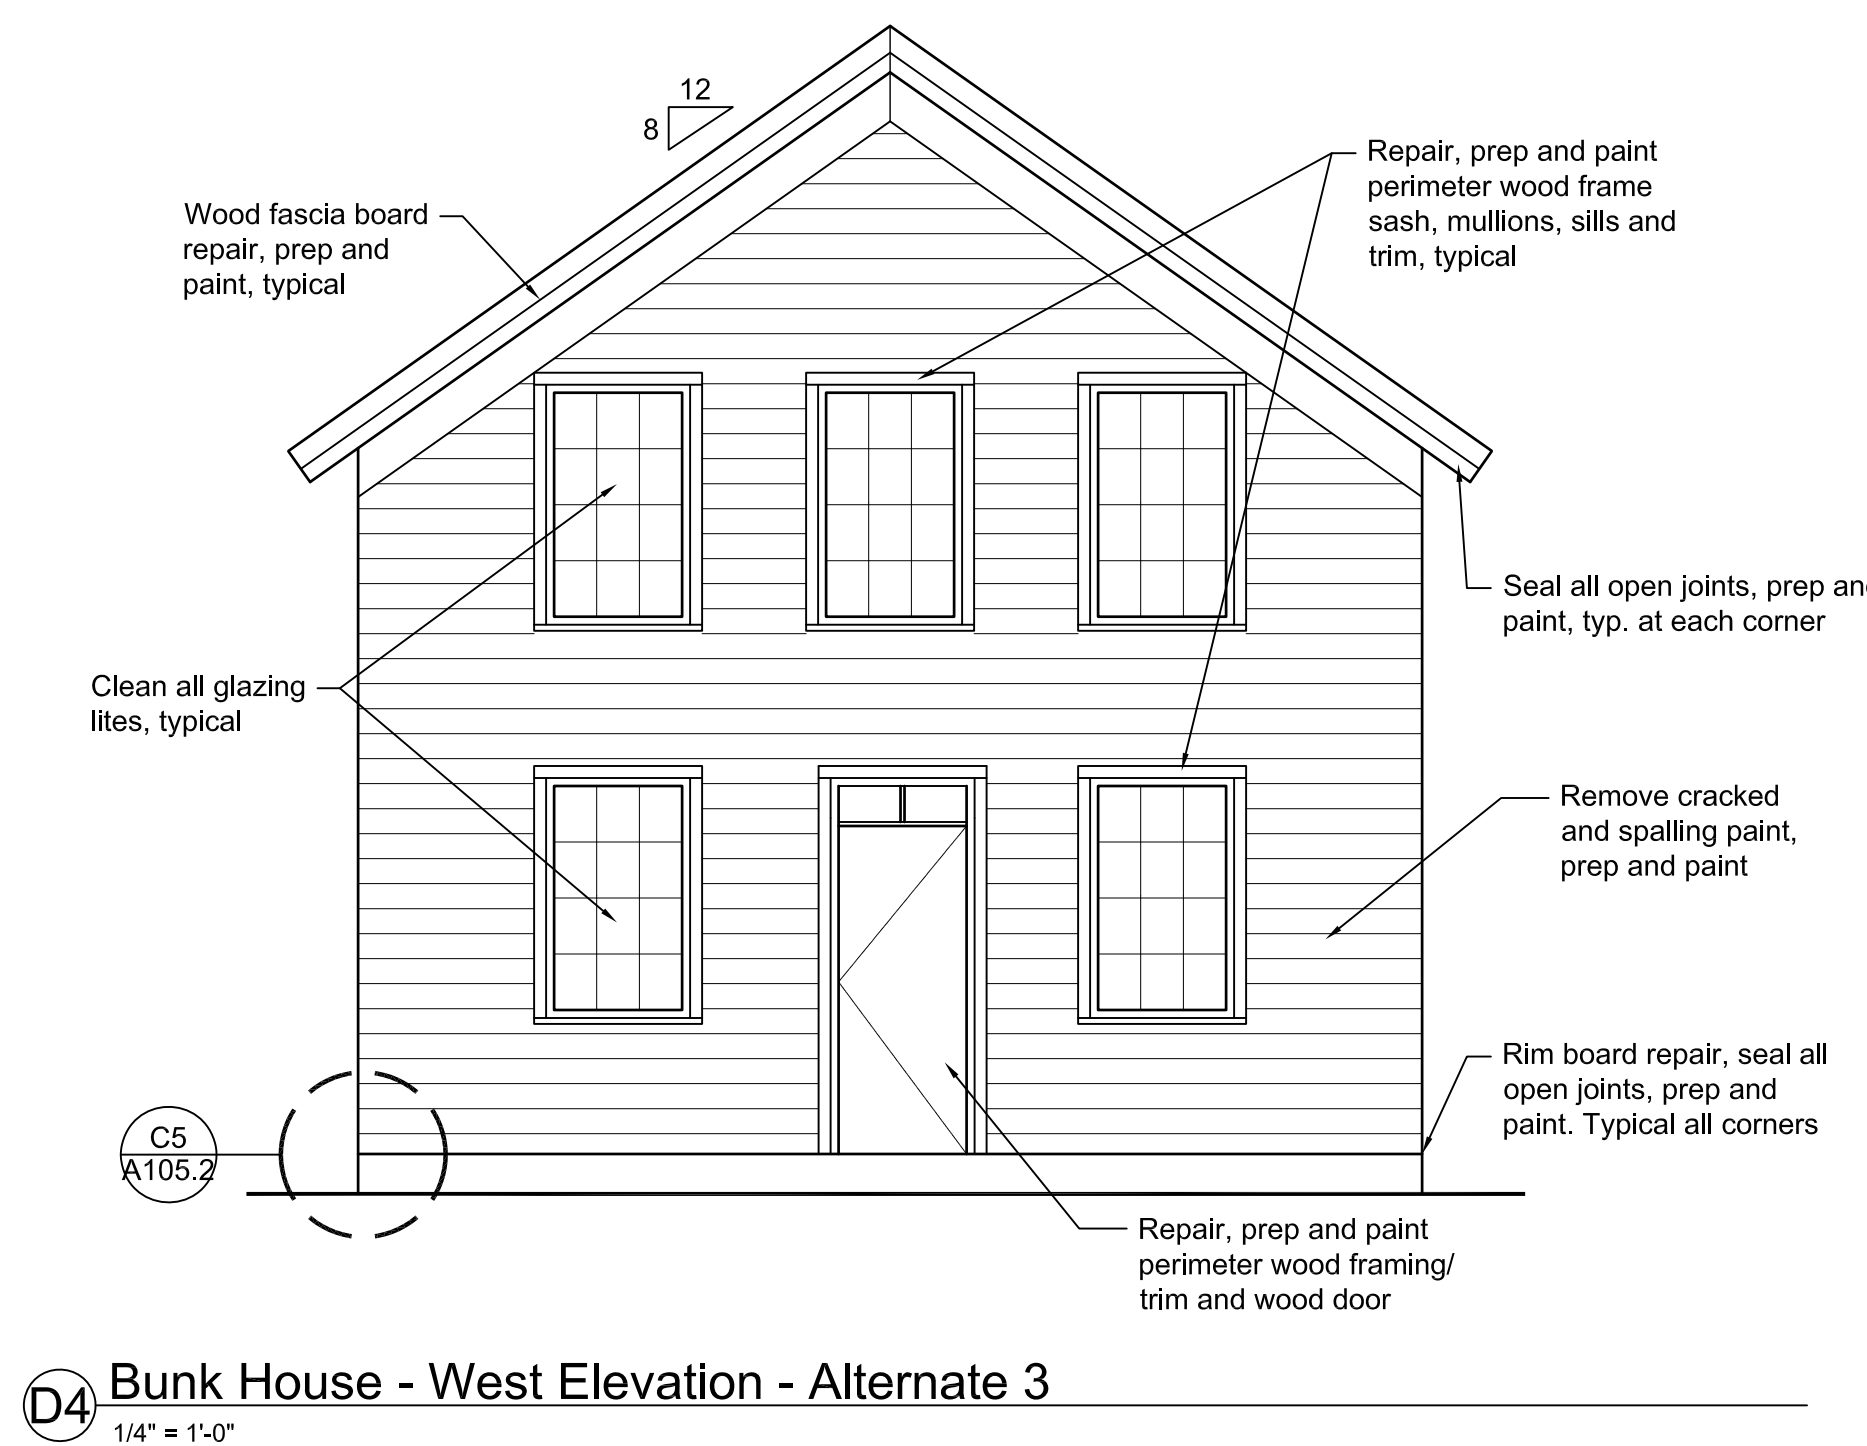 12
8
Repair, prep and paint
perimeter wood frame
sash, mullions, sills and
trim, typical
Wood fascia board
repair, prep and
paint, typical
Seal all open joints, prep an
paint, typ. at each corner
Clean all glazing
lites, typical
Remove cracked
and spalling paint,
prep and paint
Rim board repair, seal all
open joints, prep and
paint. Typical all corners
C5
A105.2
Repair, prep and paint
perimeter wood framing/
trim and wood door
D4
Bunk House - West Elevation - Alternate 3
1/4" = 1'-0"